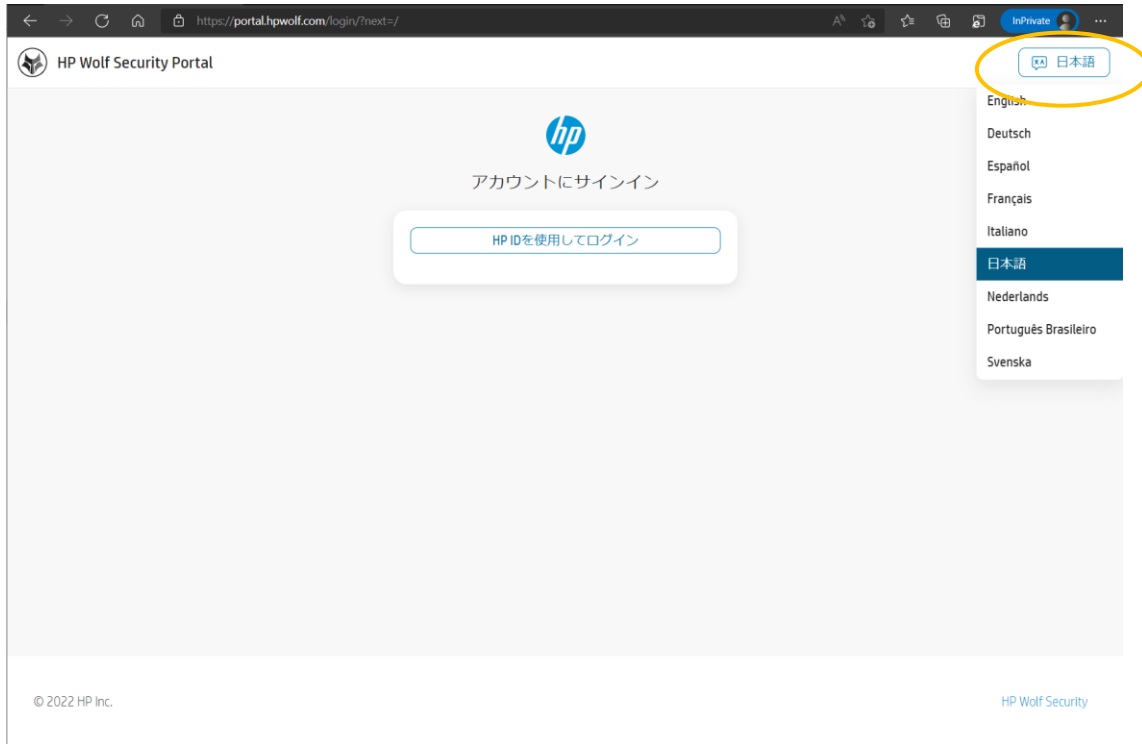 https://portal.hpwolf.com/login/?next=/
InPrivate
HP Wolf Security Portal
日本語
English
Deutsch
Español
Français
Italiano
日本語
Nederlands
Português Brasileiro
Svenska
hp
アカウントにサインイン
HP IDを使用してログイン
© 2022 HP Inc.
HP Wolf Security